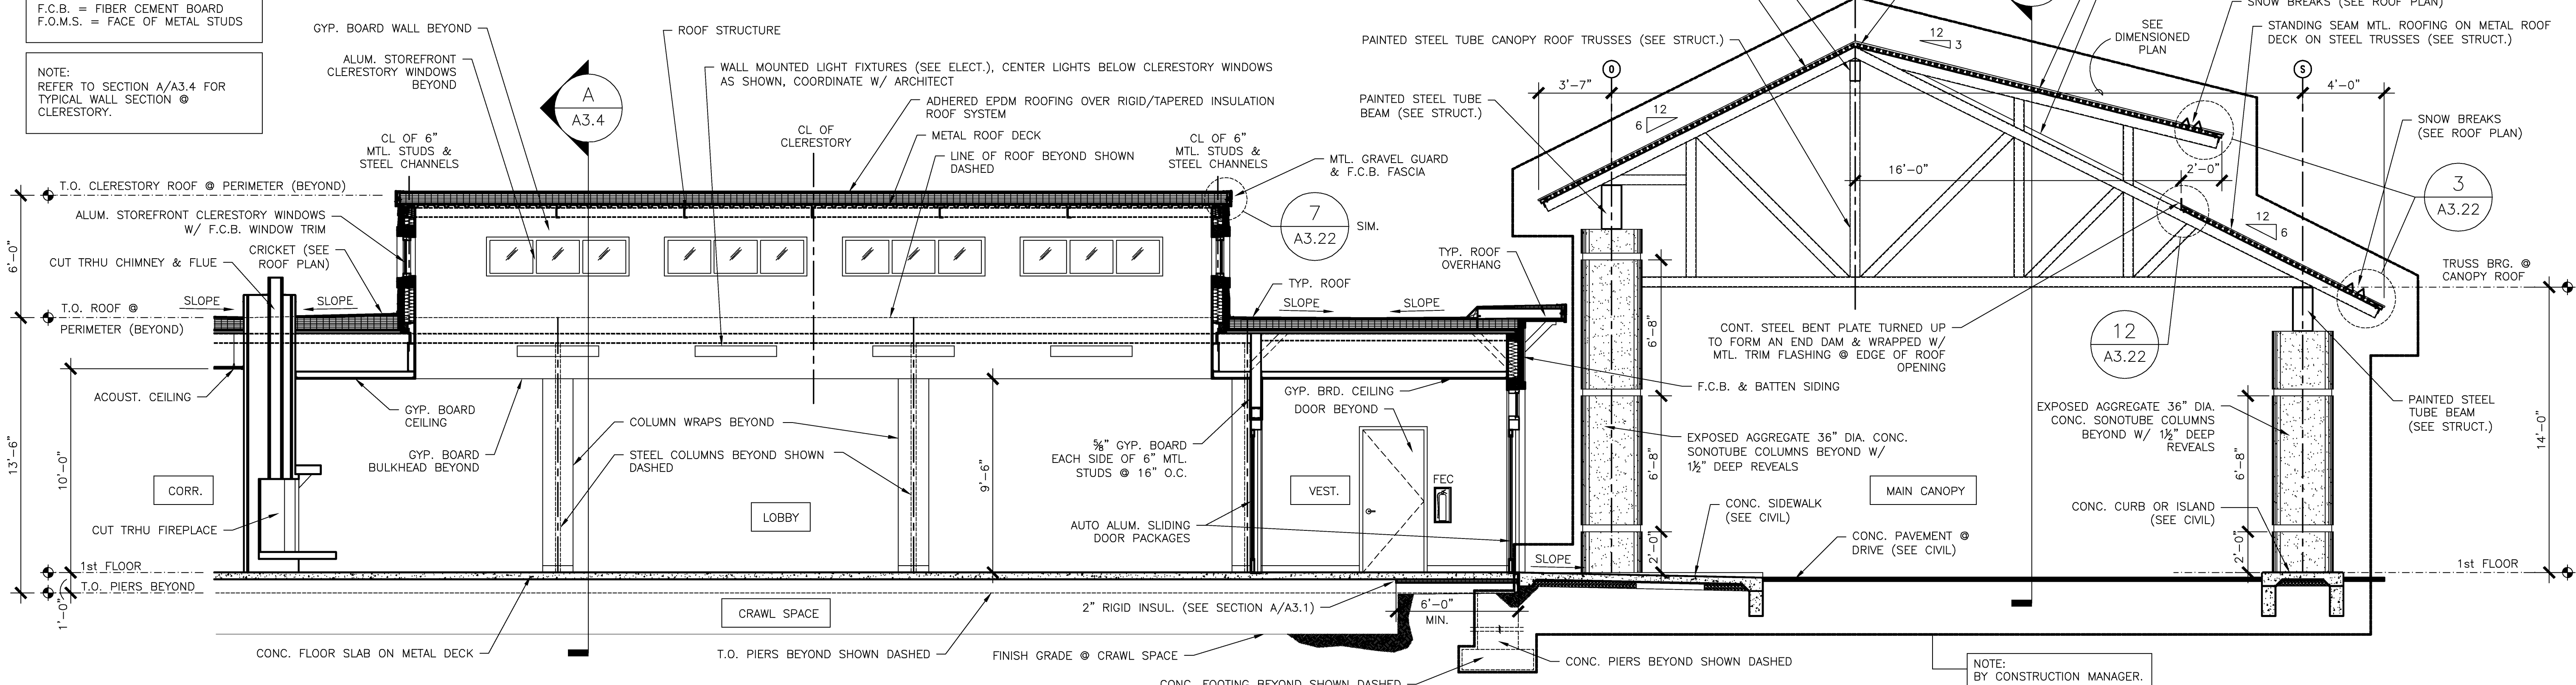 F.C.B. = FIBER CEMENT BOARD
F.O.M.S. = FACE OF METAL STUDS
NOTE:
REFER TO SECTION A/A3.4 FOR
TYPICAL WALL SECTION @
CLERESTORY.
GYP. BOARD WALL BEYOND
ALUM. STOREFRONT
CLERESTORY WINDOWS
BEYOND
A
A3.4
ROOF STRUCTURE
WALL MOUNTED LIGHT FIXTURES (SEE ELECT.), CENTER LIGHTS BELOW CLERESTORY WINDOWS
AS SHOWN, COORDINATE W/ ARCHITECT
ADHERED EPDM ROOFING OVER RIGID/TAPERED INSULATION
ROOF SYSTEM
METAL ROOF DECK
LINE OF ROOF BEYOND SHOWN
DASHED
CL OF 6"
MTL. STUDS &
STEEL CHANNELS
CL OF
CLERESTORY
CL OF 6"
MTL. STUDS &
STEEL CHANNELS
MTL. GRAVEL GUARD
& F.C.B. FASCIA
7
A3.22
SIM.
T.O. CLERESTORY ROOF @ PERIMETER (BEYOND)
ALUM. STOREFRONT CLERESTORY WINDOWS
W/ F.C.B. WINDOW TRIM
CRICKET (SEE
ROOF PLAN)
CUT TRHU CHIMNEY & FLUE
6'-0"
SLOPE
SLOPE
T.O. ROOF @
PERIMETER (BEYOND)
TYP. ROOF
SLOPE
SLOPE
TYP. ROOF
OVERHANG
ACOUST. CEILING
GYP. BOARD
CEILING
GYP. BOARD
BULKHEAD BEYOND
COLUMN WRAPS BEYOND
STEEL COLUMNS BEYOND SHOWN
DASHED
9'-6"
13'-6"
10'-0"
CORR.
LOBBY
CUT TRHU FIREPLACE
⅝" GYP. BOARD
EACH SIDE OF 6" MTL.
STUDS @ 16" O.C.
GYP. BRD. CEILING
DOOR BEYOND
F.C.B. & BATTEN SIDING
VEST.
FEC
AUTO ALUM. SLIDING
DOOR PACKAGES
1st FLOOR
T.O. PIERS BEYOND
1'-0"
CRAWL SPACE
2" RIGID INSUL. (SEE SECTION A/A3.1)
6'-0"
MIN.
CONC. FLOOR SLAB ON METAL DECK
T.O. PIERS BEYOND SHOWN DASHED
FINISH GRADE @ CRAWL SPACE
CONC. PIERS BEYOND SHOWN DASHED
CONC. FOOTING BEYOND SHOWN DASHED
PAINTED STEEL TUBE CANOPY ROOF TRUSSES (SEE STRUCT.)
PAINTED STEEL TUBE
BEAM (SEE STRUCT.)
3'-7"
O
12
6
12
3
SEE
DIMENSIONED
PLAN
SNOW BREAKS (SEE ROOF PLAN)
STANDING SEAM MTL. ROOFING ON METAL ROOF
DECK ON STEEL TRUSSES (SEE STRUCT.)
S
4'-0"
SNOW BREAKS
(SEE ROOF PLAN)
16'-0"
2'-0"
3
A3.22
12
6
TRUSS BRG. @
CANOPY ROOF
CONT. STEEL BENT PLATE TURNED UP
TO FORM AN END DAM & WRAPPED W/
MTL. TRIM FLASHING @ EDGE OF ROOF
OPENING
12
A3.22
6'-8"
6'-8"
2'-0"
EXPOSED AGGREGATE 36" DIA. CONC.
SONOTUBE COLUMNS BEYOND W/
1½" DEEP REVEALS
EXPOSED AGGREGATE 36" DIA.
CONC. SONOTUBE COLUMNS
BEYOND W/ 1½" DEEP
REVEALS
PAINTED STEEL
TUBE BEAM
(SEE STRUCT.)
14'-0"
6'-8"
2'-0"
MAIN CANOPY
CONC. SIDEWALK
(SEE CIVIL)
CONC. CURB OR ISLAND
(SEE CIVIL)
CONC. PAVEMENT @
DRIVE (SEE CIVIL)
SLOPE
1st FLOOR
NOTE:
BY CONSTRUCTION MANAGER.